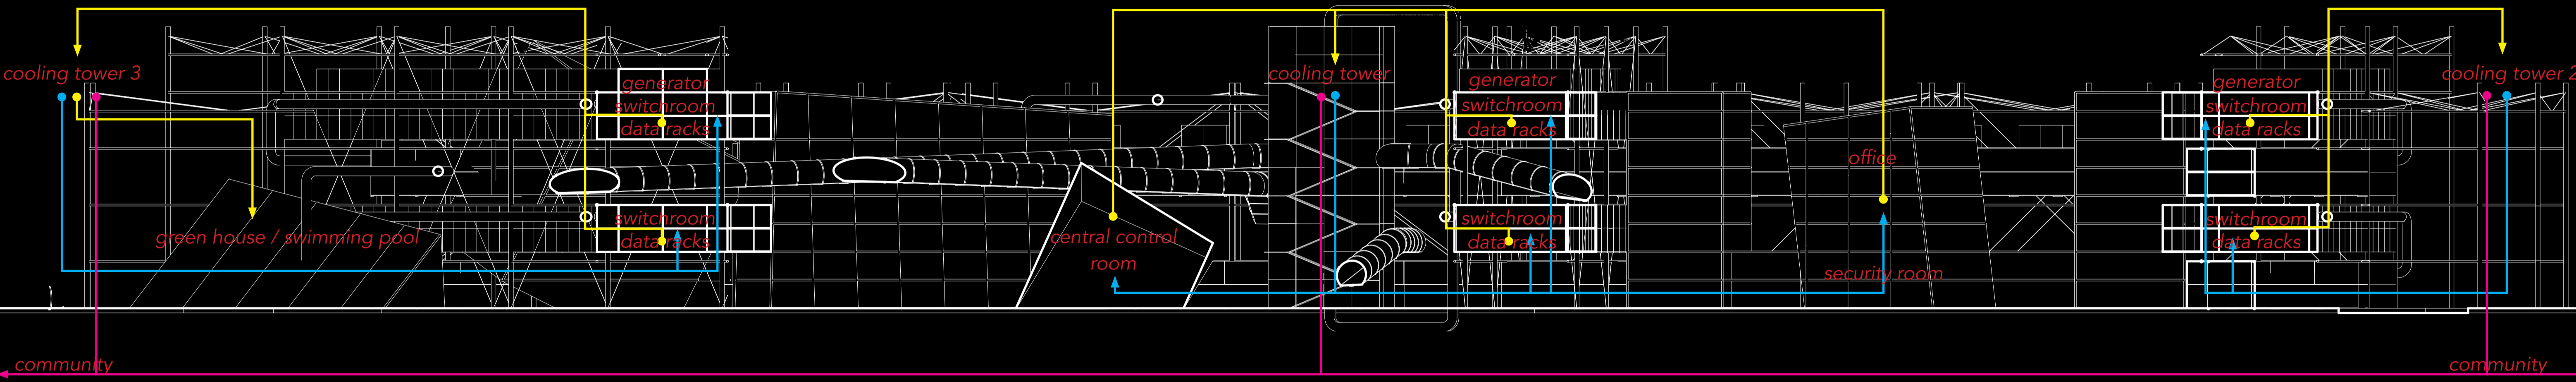 cooling tower 3
generator
switchroom
data racks
switchroom
data racks
green house / swimming pool
central control
room
cooling tower
generator
switchroom
data racks
switchroom
data racks
office
security room
generator
switchroom
data racks
switchroom
data racks
cooling tower 2
community
community